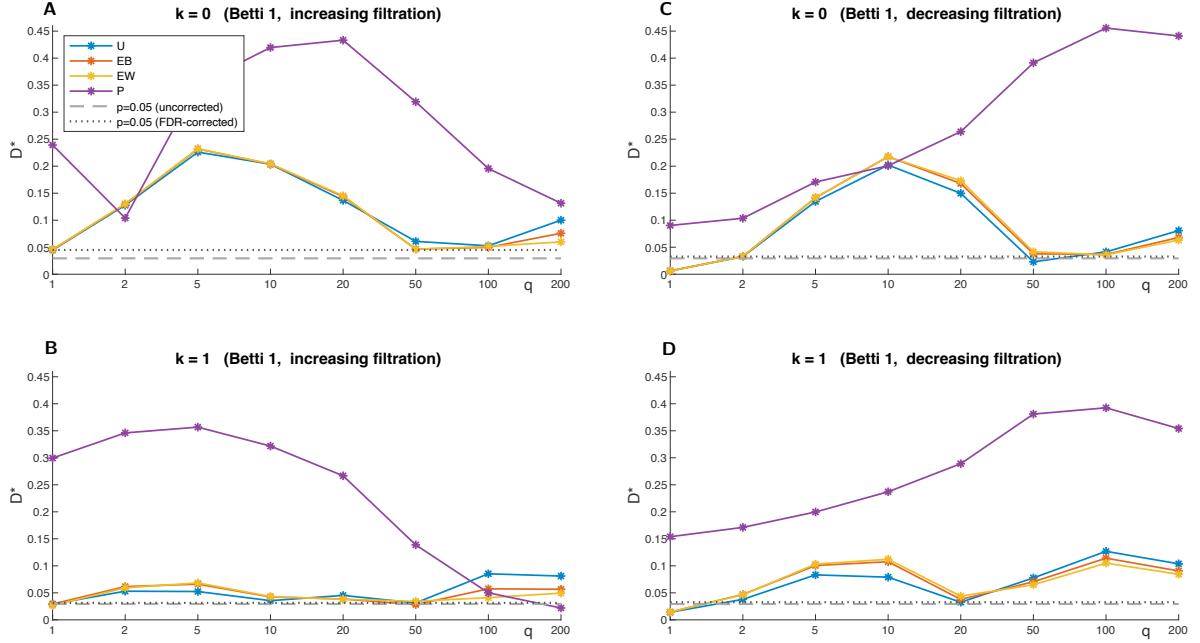 A
k = 0 (Betti 1, increasing filtration)
0.45
0.4
0.35
0.3
0.25
0.2
0.15
0.1
0.05
0
D*
U
EB
EW
P
p=0.05 (uncorrected)
p=0.05 (FDR-corrected)
1 2 5 10 20 50 100 q 200
C
k = 0 (Betti 1, decreasing filtration)
0.45
0.4
0.35
0.3
0.25
0.2
0.15
0.1
0.05
0
D*
1 2 5 10 20 50 100 q 200
B
k = 1 (Betti 1, increasing filtration)
0.45
0.4
0.35
0.3
0.25
0.2
0.15
0.1
0.05
0
D*
1 2 5 10 20 50 100 q 200
D
k = 1 (Betti 1, decreasing filtration)
0.45
0.4
0.35
0.3
0.25
0.2
0.15
0.1
0.05
0
D*
1 2 5 10 20 50 100 q 200